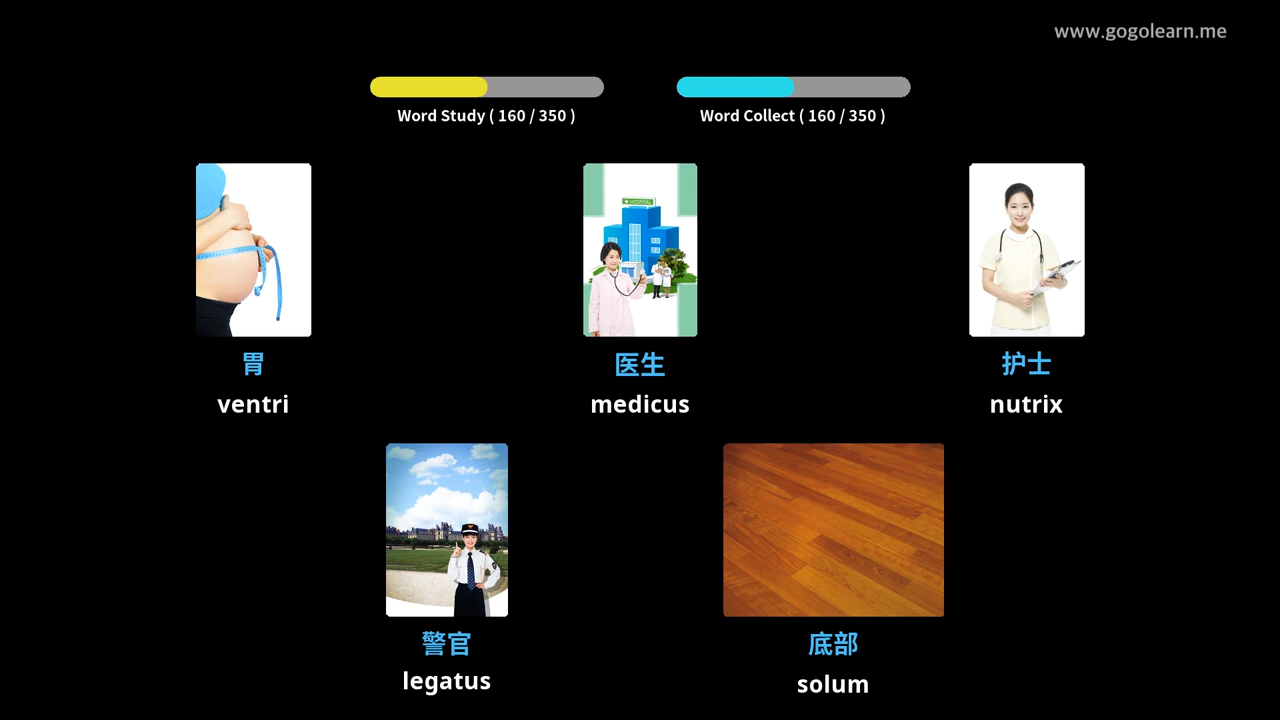 www.gogolearn.me
Word Study ( 160 / 350 )
Word Collect ( 160 / 350 )
HOSPITAL
胃
ventri
医生
medicus
护士
nutrix
警官
legatus
底部
solum